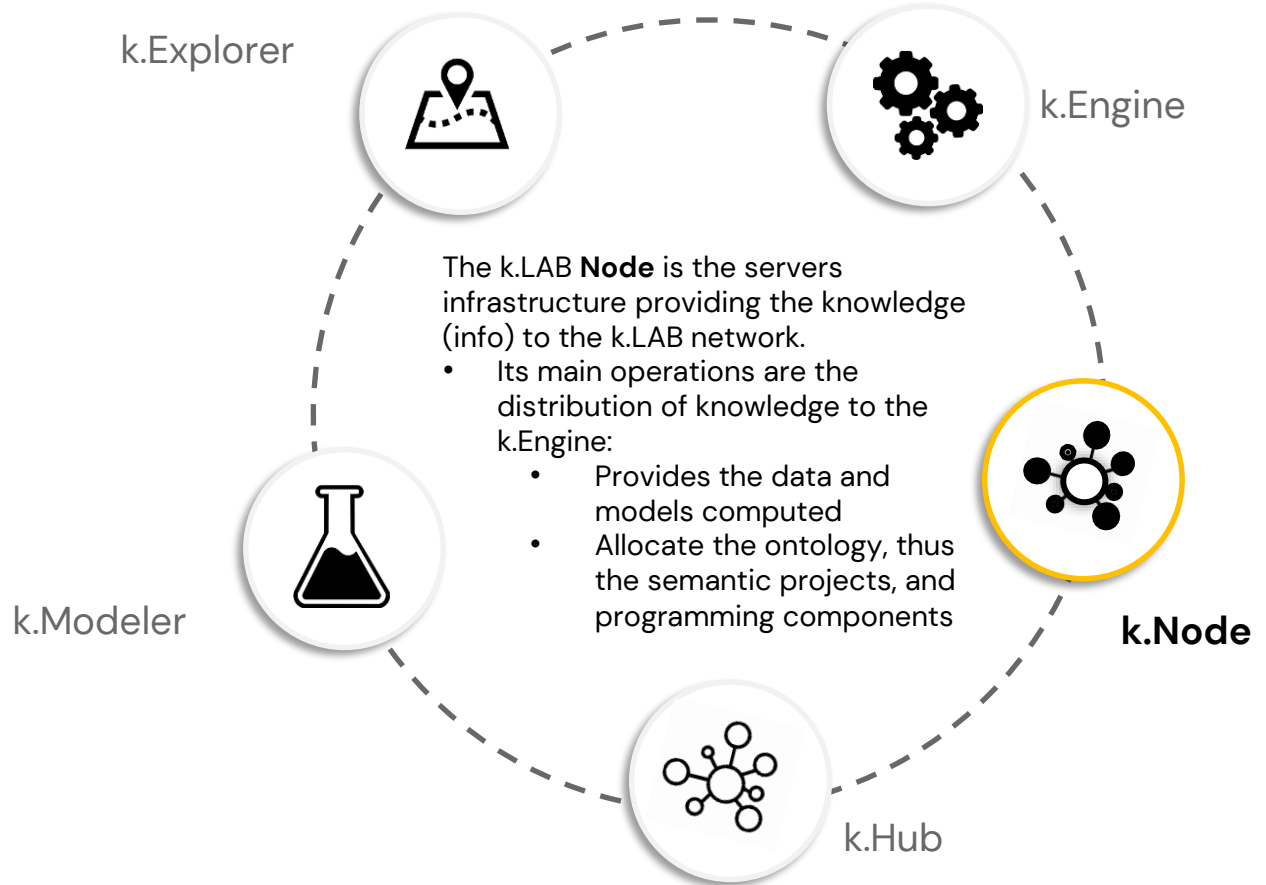 k.Explorer
k.Engine
The k.LAB Node is the servers
infrastructure providing the knowledge
(info) to the k.LAB network.
• Its main operations are the
distribution of knowledge to the
k.Engine:
• Provides the data and
models computed
• Allocate the ontology, thus
the semantic projects, and
programming components
k.Modeler
k.Node
k.Hub